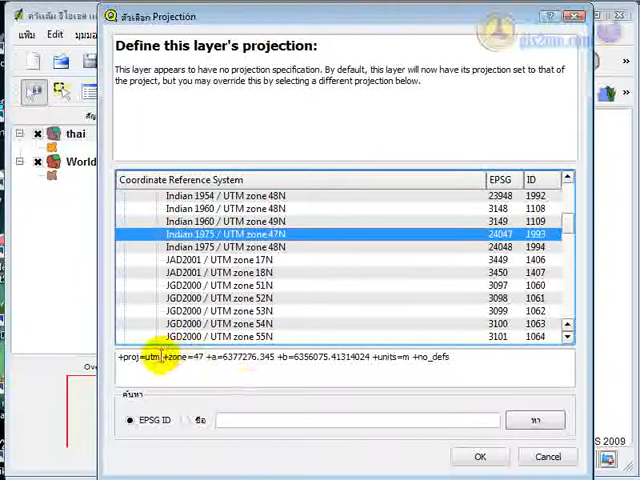 ตัวเลือก Projection
แฟ้ม Edit
thai
World
Define this layer's projection:
This layer appears to have no projection specification. By default, this layer will now have its projection set to that of
the project, but you may override this by selecting a different projection below.
Coordinate Reference System EPSG ID
Indian 1954 / UTM zone 48N 23948 1992
Indian 1960 / UTM zone 48N 3148 1108
Indian 1960 / UTM zone 49N 3149 1109
Indian 1975 / UTM zone 47N 24047 1993
Indian 1975 / UTM zone 48N 24048 1994
JAD2001 / UTM zone 17N 3449 1406
JAD2001 / UTM zone 18N 3450 1407
JGD2000 / UTM zone 51N 3097 1060
JGD2000 / UTM zone 52N 3098 1061
JGD2000 / UTM zone 53N 3099 1062
JGD2000 / UTM zone 54N 3100 1063
JGD2000 / UTM zone 55N 3101 1064
+proj=utm +zone=47 +a=6377276.345 +b=6356075.41314024 +units=m +no_defs
Ove
ค้นหา
EPSG ID ชื่อ หา
OK Cancel
S 2009